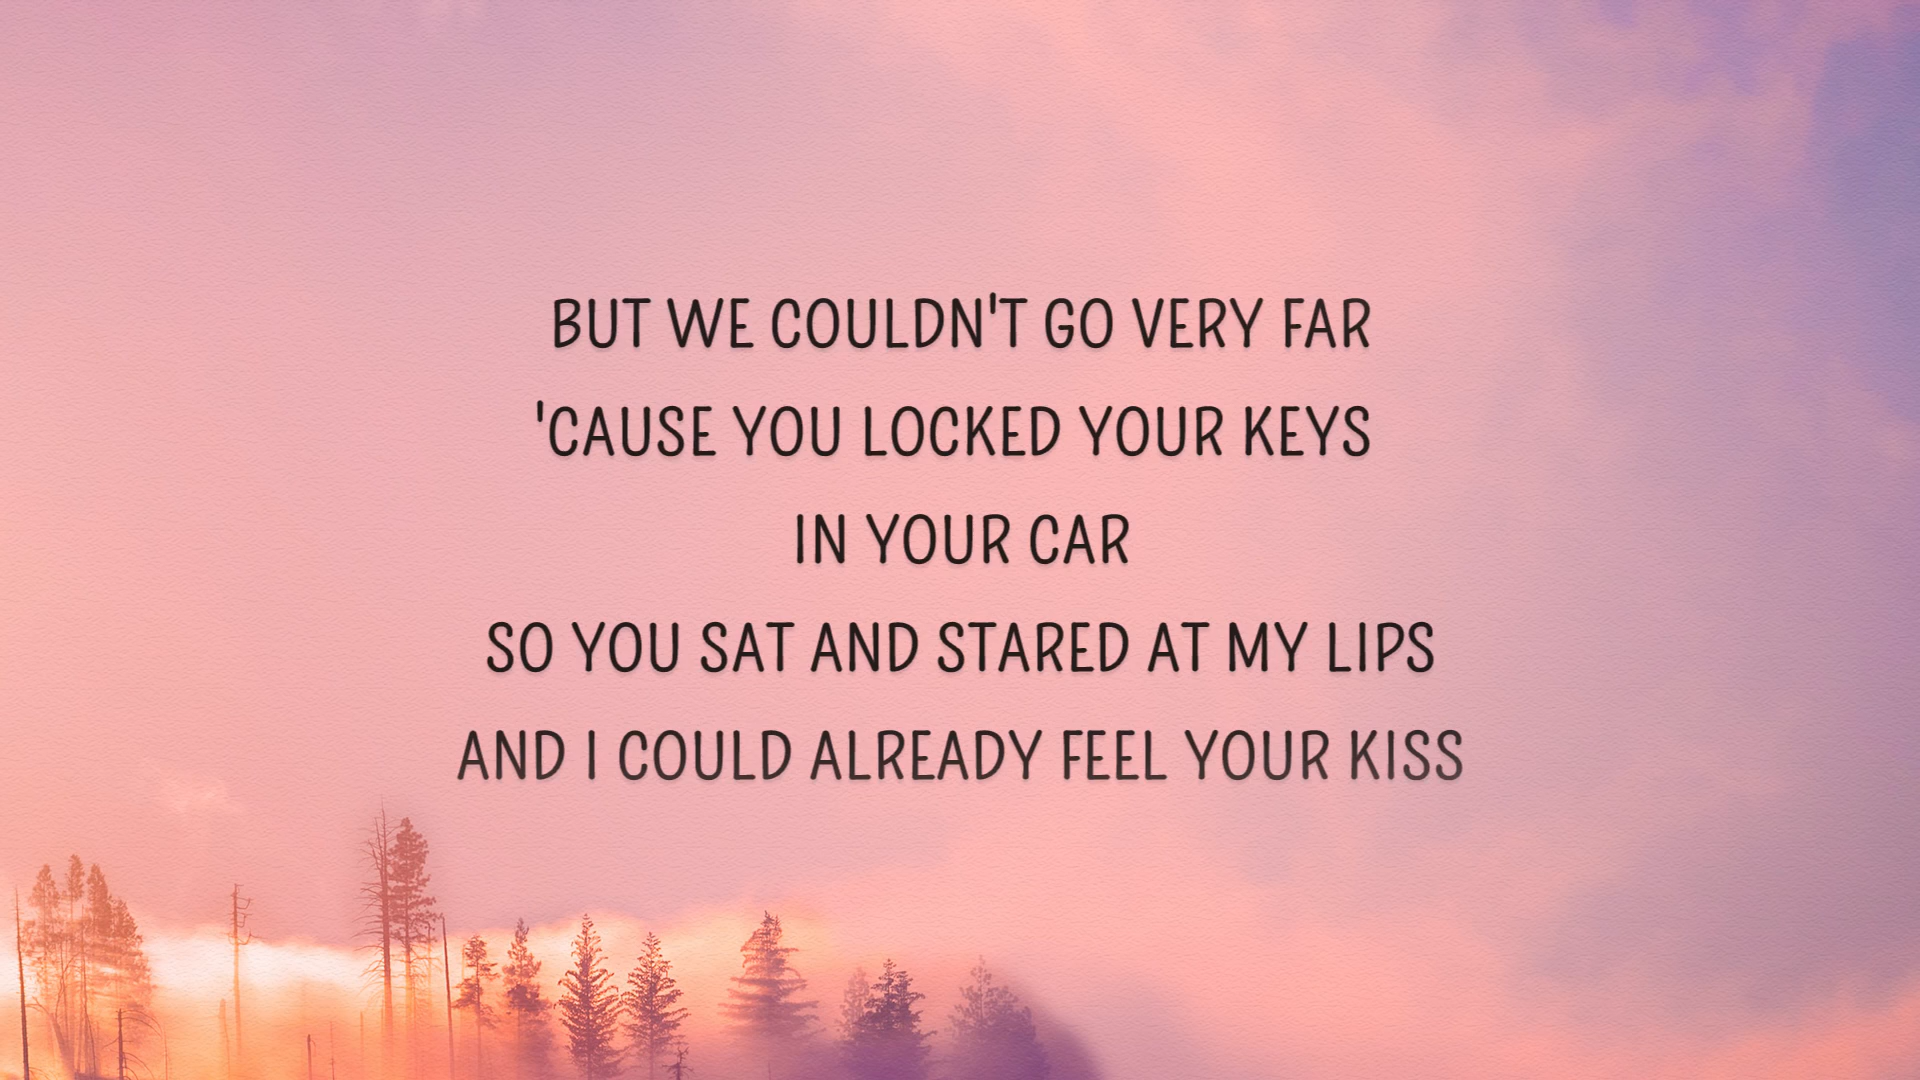 BUT WE COULDN'T GO VERY FAR
'CAUSE YOU LOCKED YOUR KEYS
IN YOUR CAR
SO YOU SAT AND STARED AT MY LIPS
AND I COULD ALREADY FEEL YOUR KISS